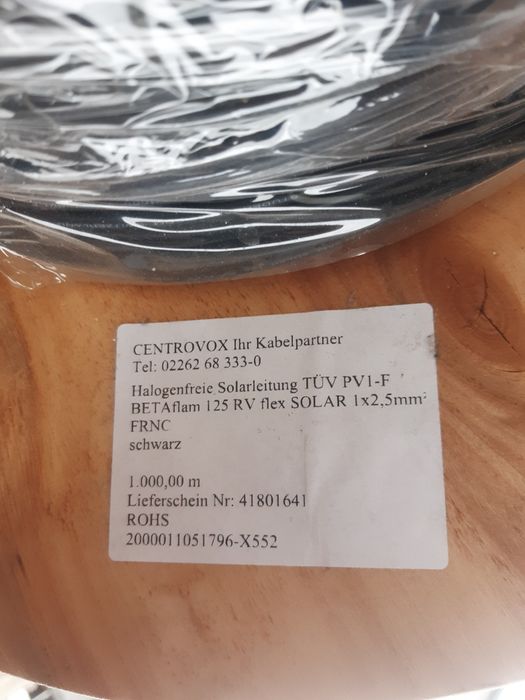 CENTROVOX Ihr Kabelpartner
Tel: 02262 68 333-0
Halogenfreie Solarleitung TÜV PV1-F
BETAflam 125 RV flex SOLAR 1x2,5mm²
FRNC
schwarz
1.000,00 m
Lieferschein Nr: 41801641
ROHS
2000011051796-X552